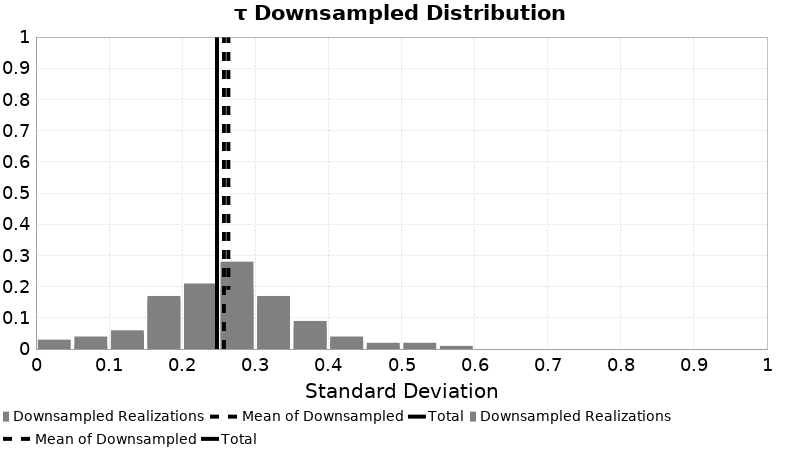 τ Downsampled Distribution
1
0.9
0.8
0.7
0.6
0.5
0.4
0.3
0.2
0.1
0
0 0.1 0.2 0.3 0.4 0.5 0.6 0.7 0.8 0.9 1
Standard Deviation
Downsampled Realizations Mean of Downsampled Total Downsampled Realizations
Mean of Downsampled Total